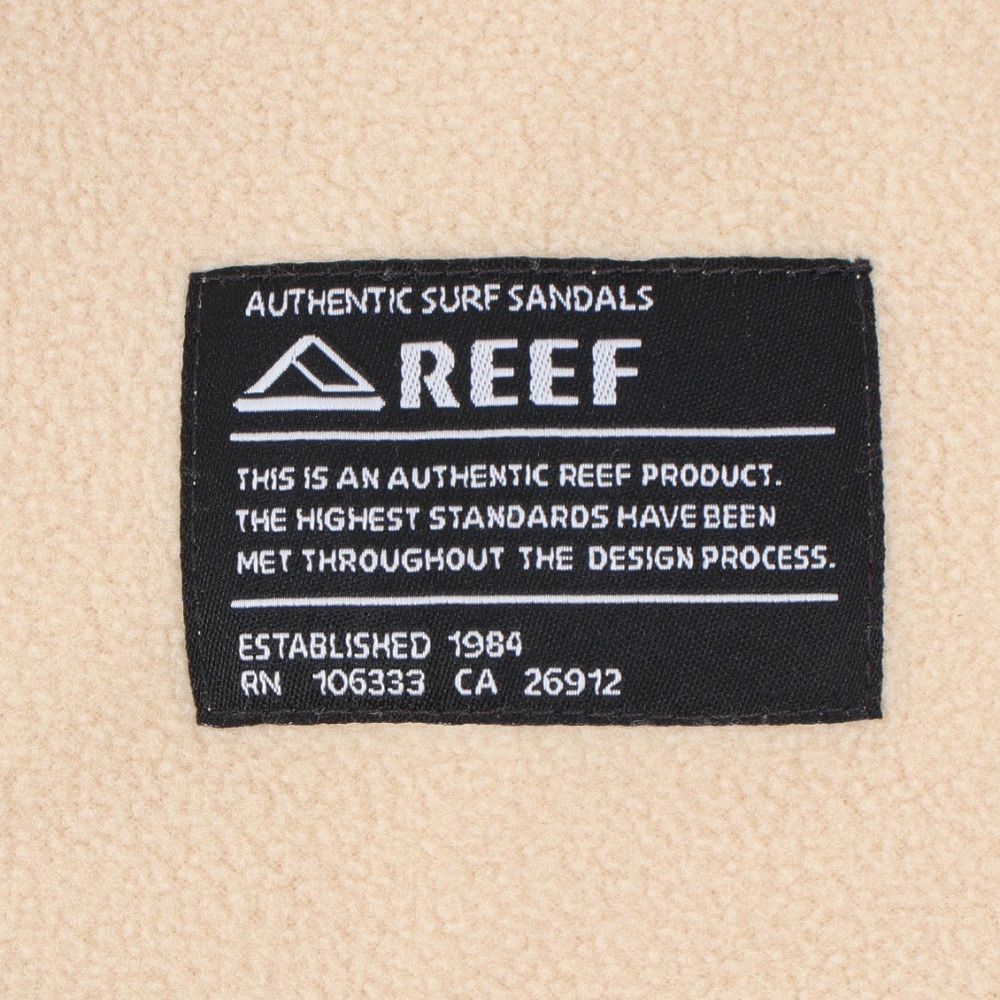 AUTHENTIC SURF SANDALS
REEF
THIS IS AN AUTHENTIC REEF PRODUCT.
THE HIGHEST STANDARDS HAVE BEEN
MET THROUGHOUT THE DESIGN PROCESS.
ESTABLISHED 1984
RN 106333 CA 26912